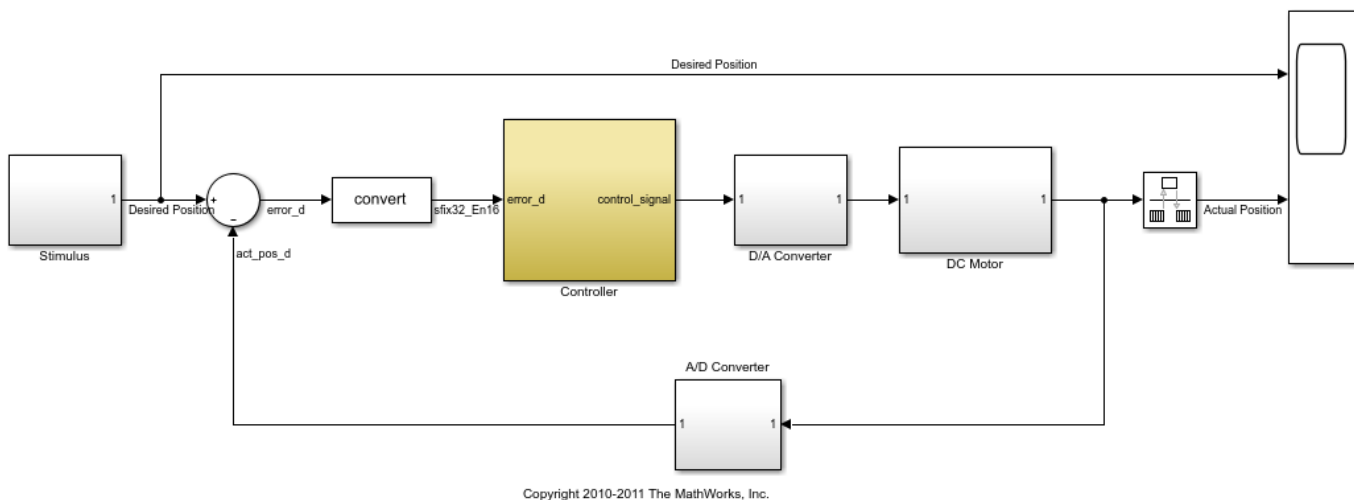 Desired Position
1
Stimulus
Desired Position
+
−
error_d
act_pos_d
convert
sfix32_En16
error_d
control_signal
Controller
1
1
D/A Converter
1
1
DC Motor
Actual Position
A/D Converter
1
1
Copyright 2010-2011 The MathWorks, Inc.